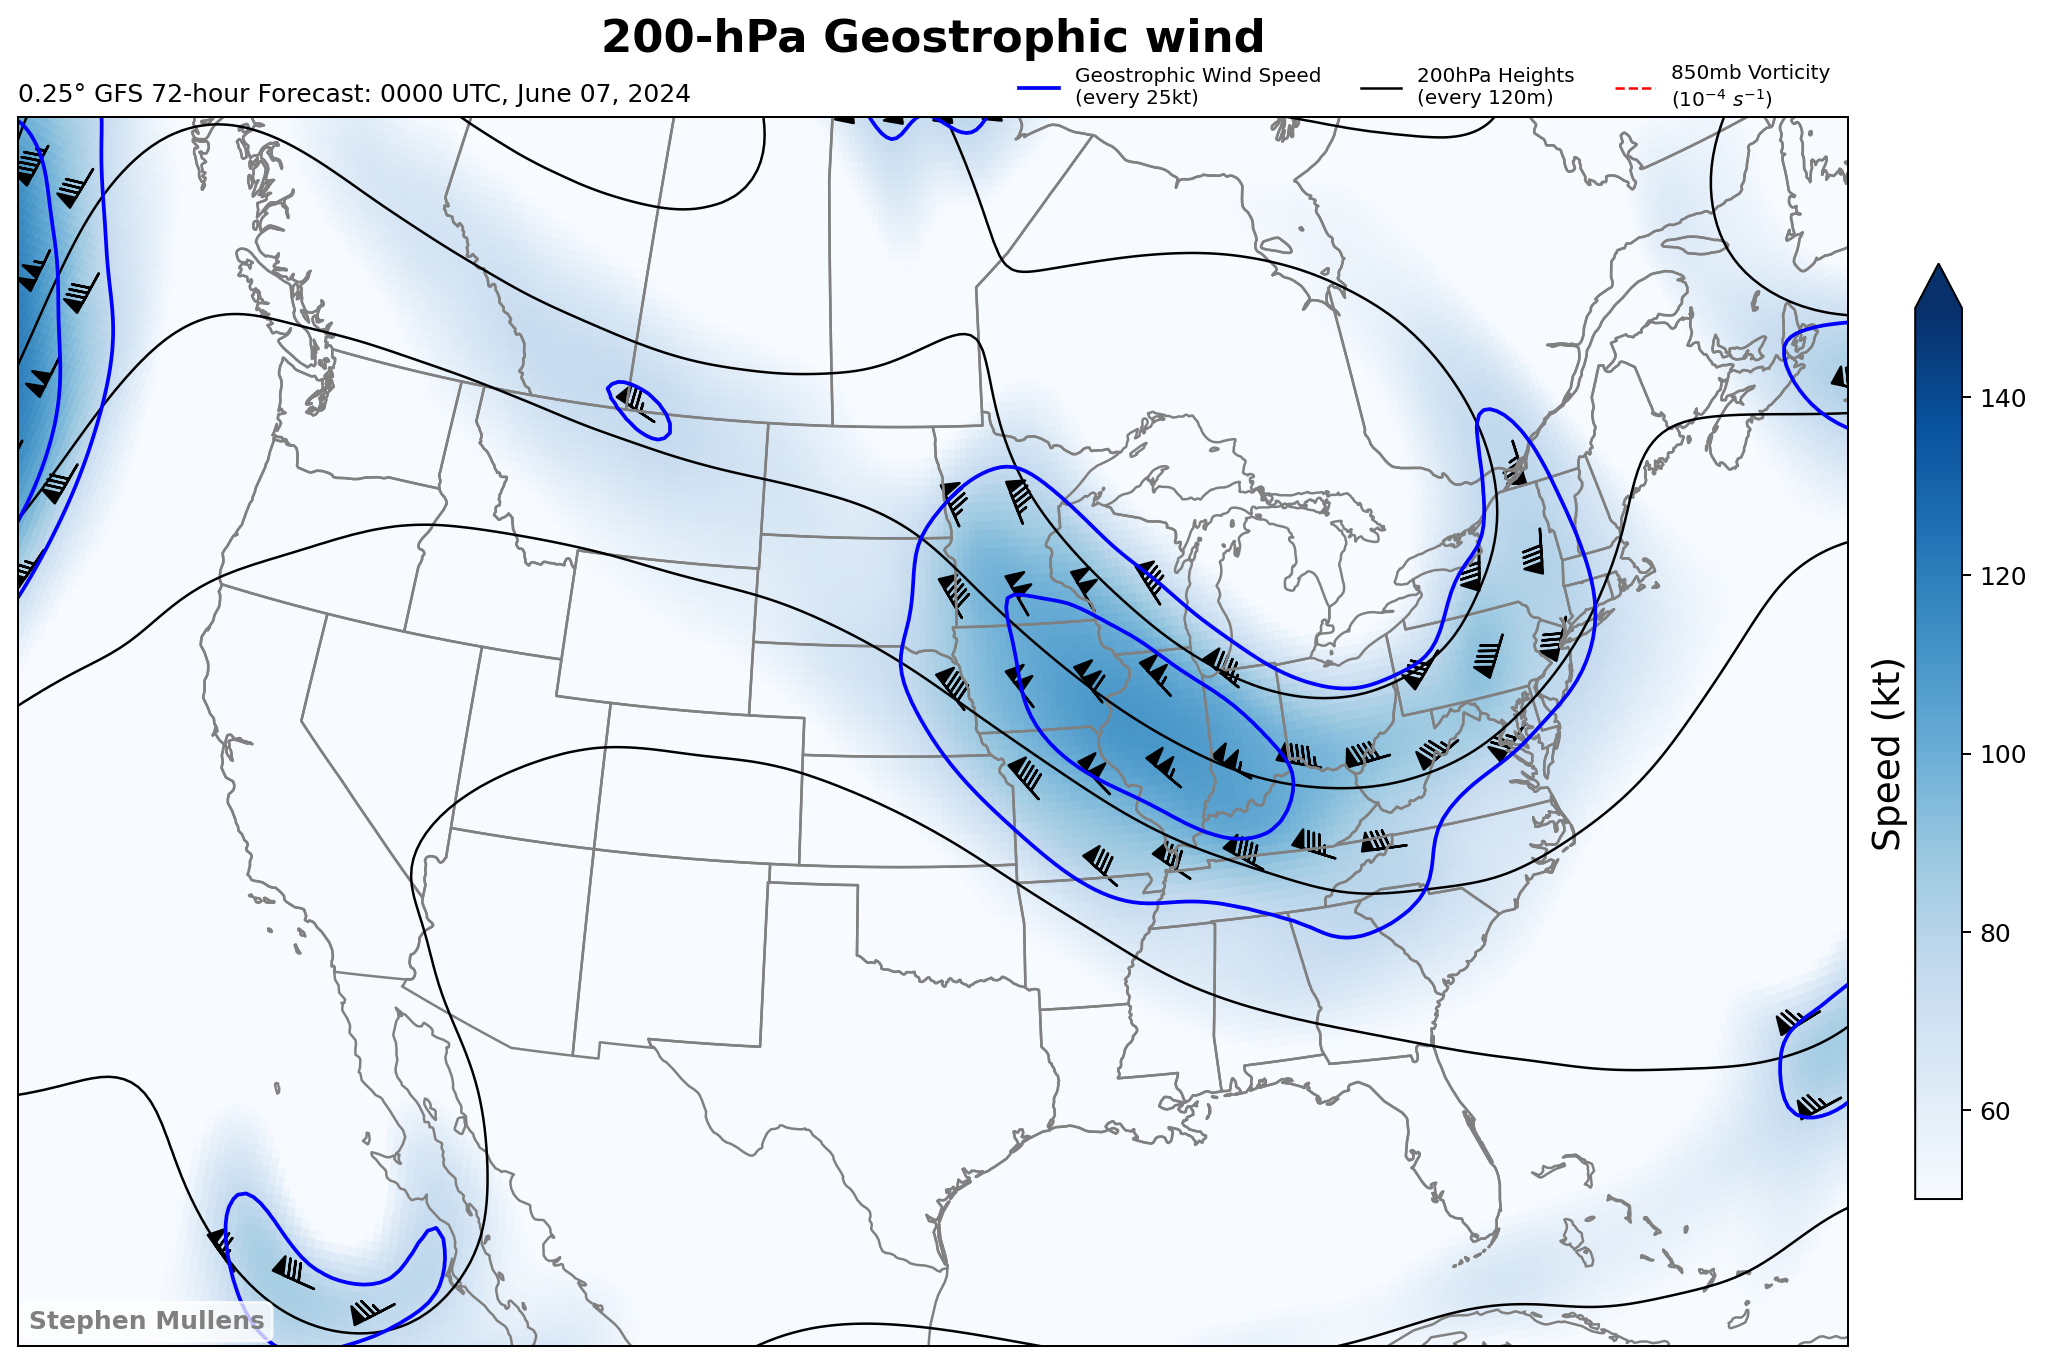 200-hPa Geostrophic wind
0.25° GFS 72-hour Forecast: 0000 UTC, June 07, 2024
Geostrophic Wind Speed
(every 25kt)
200hPa Heights
(every 120m)
850mb Vorticity
(10⁻⁴ s⁻¹)
140
120
100
80
60
Speed (kt)
Stephen Mullens